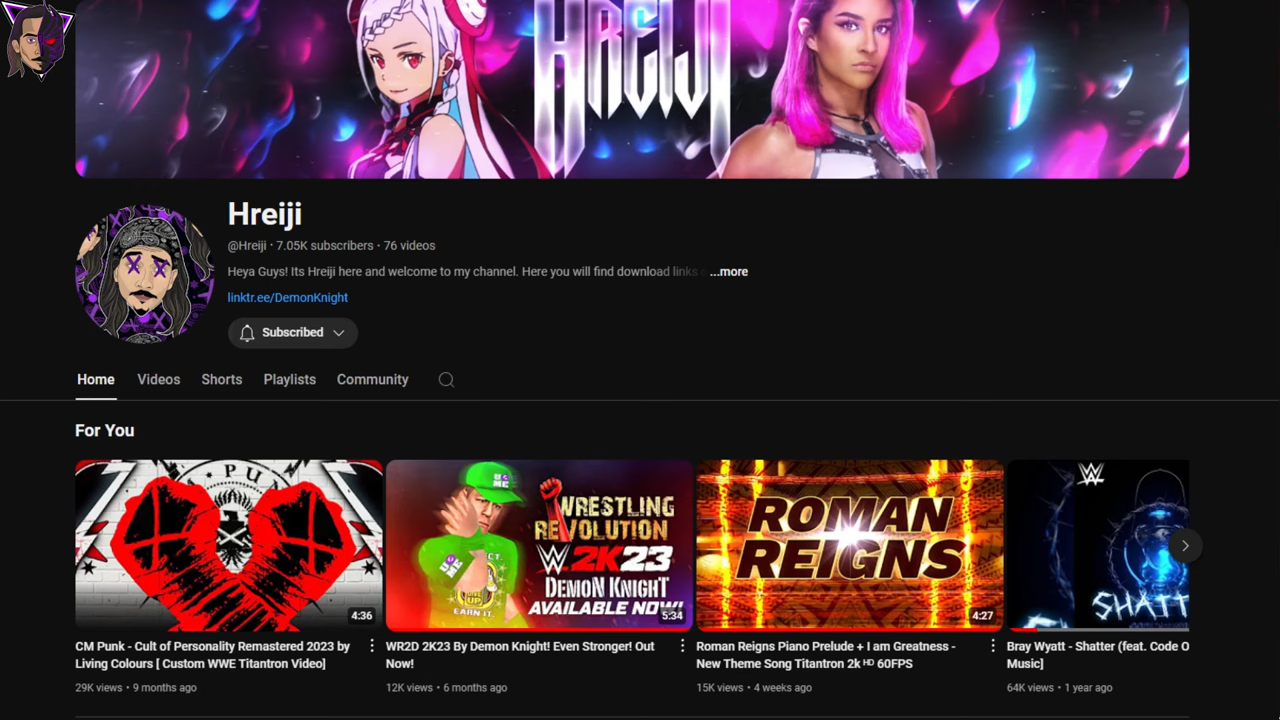 HREIJI
Hreiji
@Hreiji · 7.05K subscribers · 76 videos
Heya Guys! Its Hreiji here and welcome to my channel. Here you will find download links ...more
linktr.ee/DemonKnight
Subscribed
Home Videos Shorts Playlists Community
For You
PUN
4:36
CM Punk - Cult of Personality Remastered 2023 by
Living Colours [ Custom WWE Titantron Video]
29K views • 9 months ago
U C
ME
WRESTLING
REVOLUTION
W 2K23
DEMON KNIGHT
AVAILABLE NOW!
EARN IT.
5:34
WR2D 2K23 By Demon Knight! Even Stronger! Out
Now!
12K views • 6 months ago
ROMAN
REIGNS
4:27
Roman Reigns Piano Prelude + I am Greatness -
New Theme Song Titantron 2k ᴴᴰ 60FPS
15K views • 4 weeks ago
W
SHATT
Bray Wyatt - Shatter (feat. Code O
Music]
64K views • 1 year ago